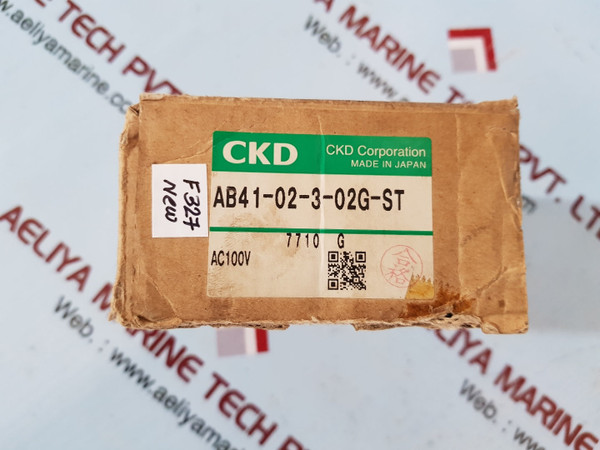 CKD
CKD Corporation
MADE IN JAPAN
F327
New
AB41-02-3-02G-ST
7710 G
AC100V
合格
AELIYA MARINE TECH PVT. LTD
Web. : www.aeliyamarine.com